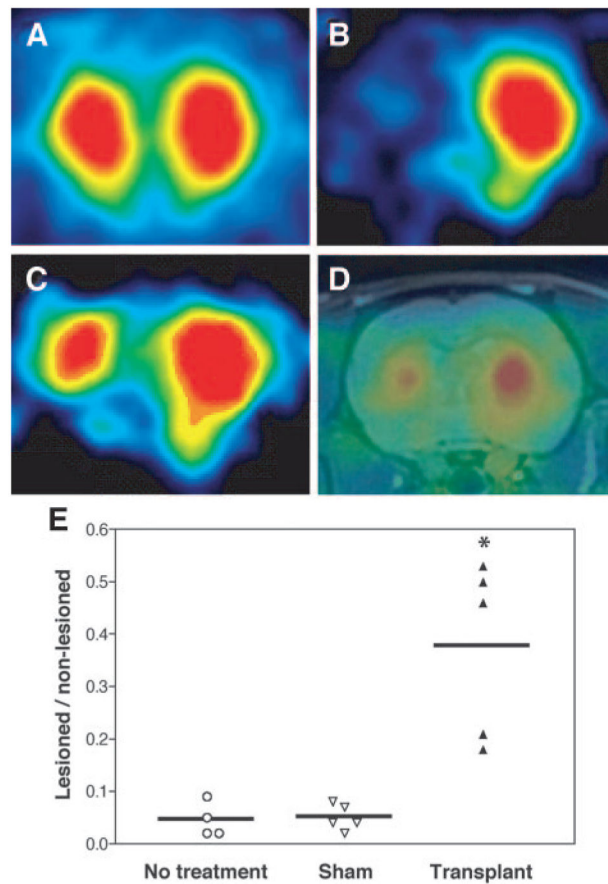 A
B
C
D
E
0.6
*
0.5
0.4
0.3
0.2
0.1
0.0
Lesioned / non-lesioned
No treatment Sham Transplant